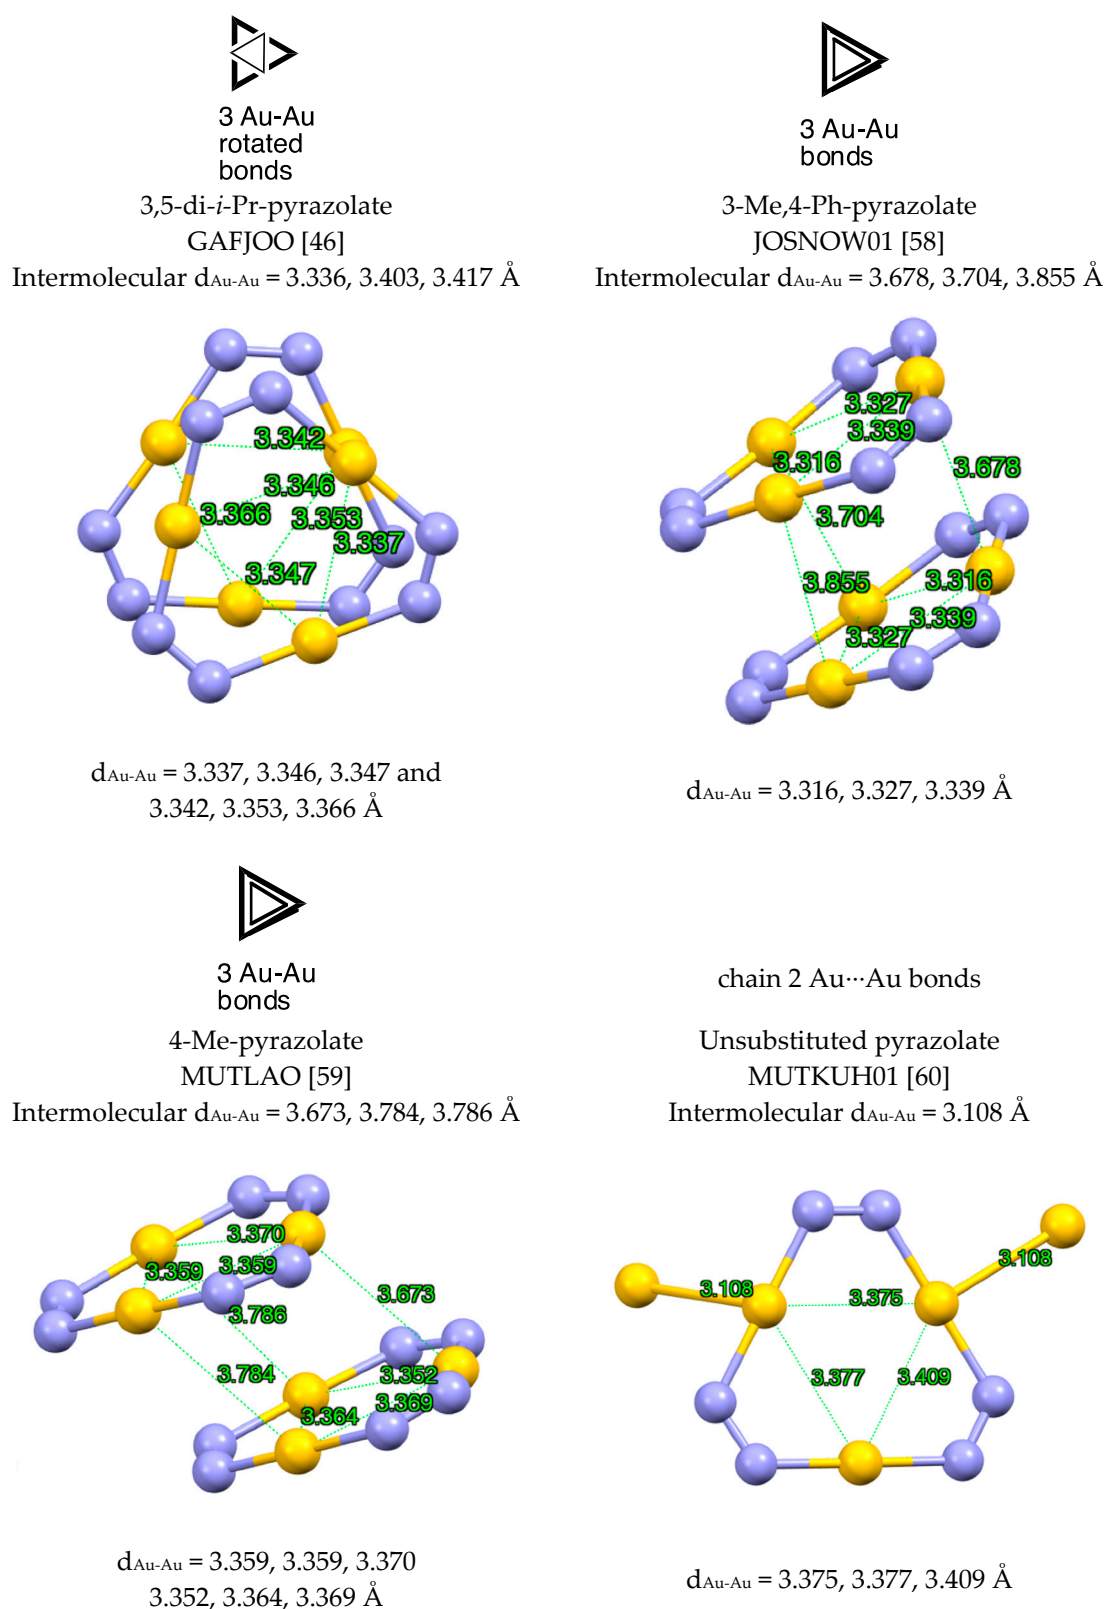 3 Au-Au
rotated
bonds
3,5-di-i-Pr-pyrazolate
GAFJOO [46]
Intermolecular dAu-Au = 3.336, 3.403, 3.417 Å
3.342
3.346
3.366
3.353
3.337
3.347
dAu-Au = 3.337, 3.346, 3.347 and
3.342, 3.353, 3.366 Å
3 Au-Au
bonds
3-Me,4-Ph-pyrazolate
JOSNOW01 [58]
Intermolecular dAu-Au = 3.678, 3.704, 3.855 Å
3.327
3.339
3.316
3.678
3.704
3.855
3.316
3.339
3.327
dAu-Au = 3.316, 3.327, 3.339 Å
3 Au-Au
bonds
4-Me-pyrazolate
MUTLAO [59]
Intermolecular dAu-Au = 3.673, 3.784, 3.786 Å
3.370
3.359
3.359
3.673
3.786
3.784
3.352
3.369
3.364
dAu-Au = 3.359, 3.359, 3.370
3.352, 3.364, 3.369 Å
chain 2 Au···Au bonds
Unsubstituted pyrazolate
MUTKUH01 [60]
Intermolecular dAu-Au = 3.108 Å
3.108
3.108
3.375
3.377
3.409
dAu-Au = 3.375, 3.377, 3.409 Å